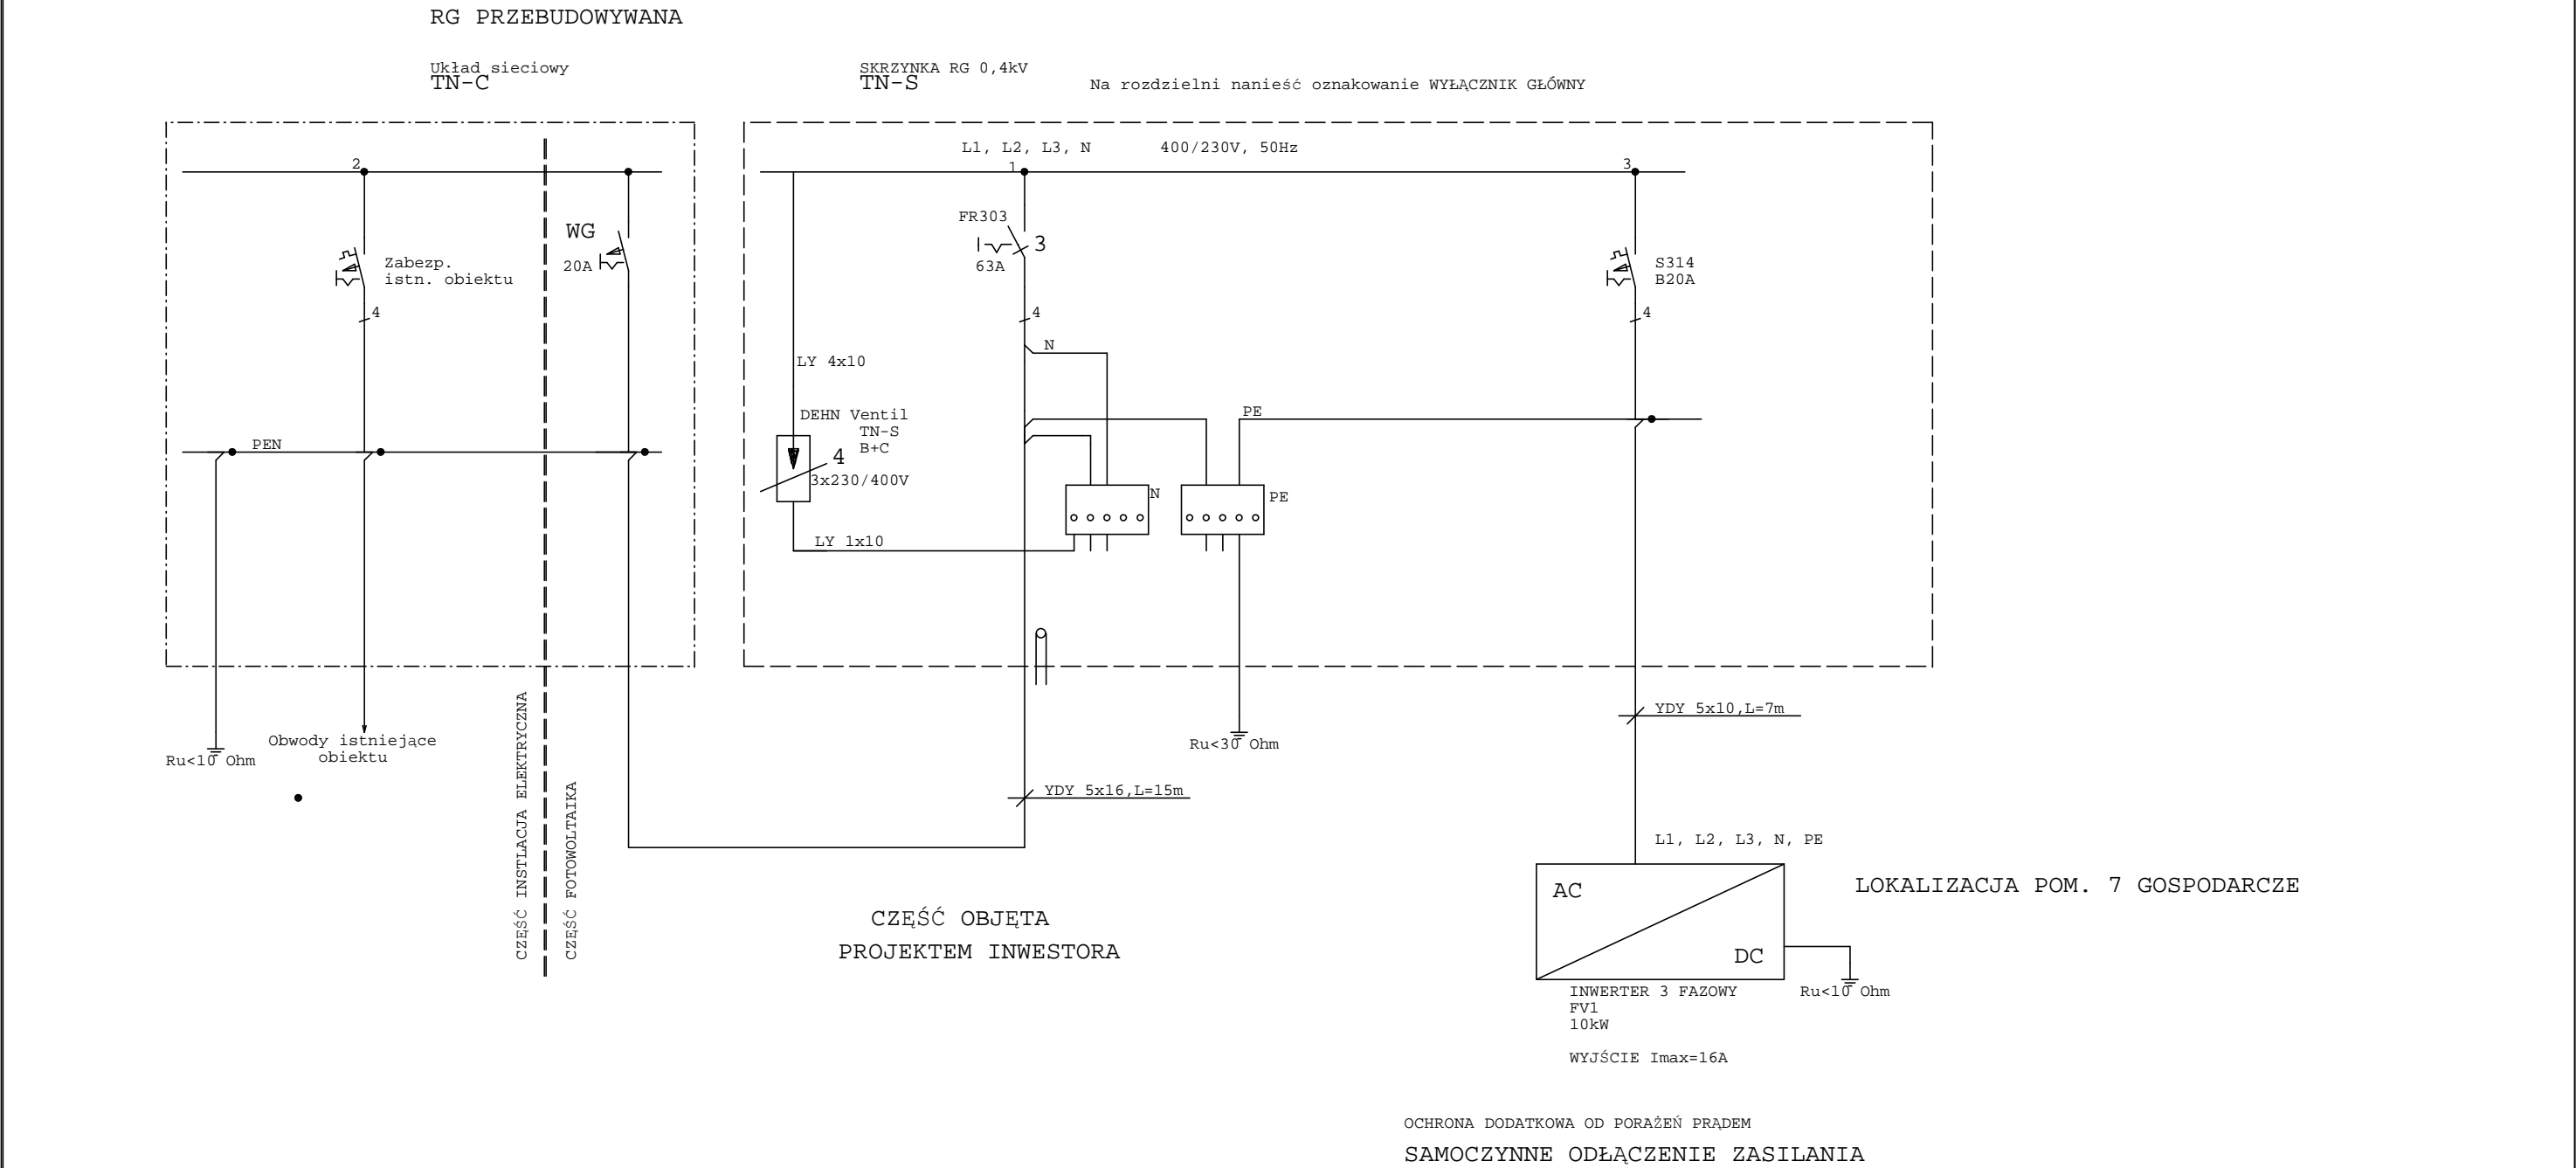 RG PRZEBUDOWYWANA
Układ sieciowy
TN-C
SKRZYNKA RG 0,4kV
TN-S
Na rozdzielni nanieść oznakowanie WYŁĄCZNIK GŁÓWNY
L1, L2, L3, N
400/230V, 50Hz
2
1
3
FR303
WG
3
63A
20A
Zabezp.
istn. obiektu
S314
B20A
4
4
4
N
LY 4x10
DEHN Ventil
TN-S
B+C
4
3x230/400V
PE
PEN
N
PE
LY 1x10
YDY 5x10,L=7m
Obwody istniejące
obiektu
Ru<10 Ohm
Ru<30 Ohm
CZĘŚĆ INSTLACJA ELEKTRYCZNA
CZĘŚĆ FOTOWOLTAIKA
YDY 5x16,L=15m
L1, L2, L3, N, PE
AC
DC
LOKALIZACJA POM. 7 GOSPODARCZE
CZĘŚĆ OBJĘTA
PROJEKTEM INWESTORA
INWERTER 3 FAZOWY
FV1
10kW
Ru<10 Ohm
WYJŚCIE Imax=16A
OCHRONA DODATKOWA OD PORAŻEŃ PRĄDEM
SAMOCZYNNE ODŁĄCZENIE ZASILANIA